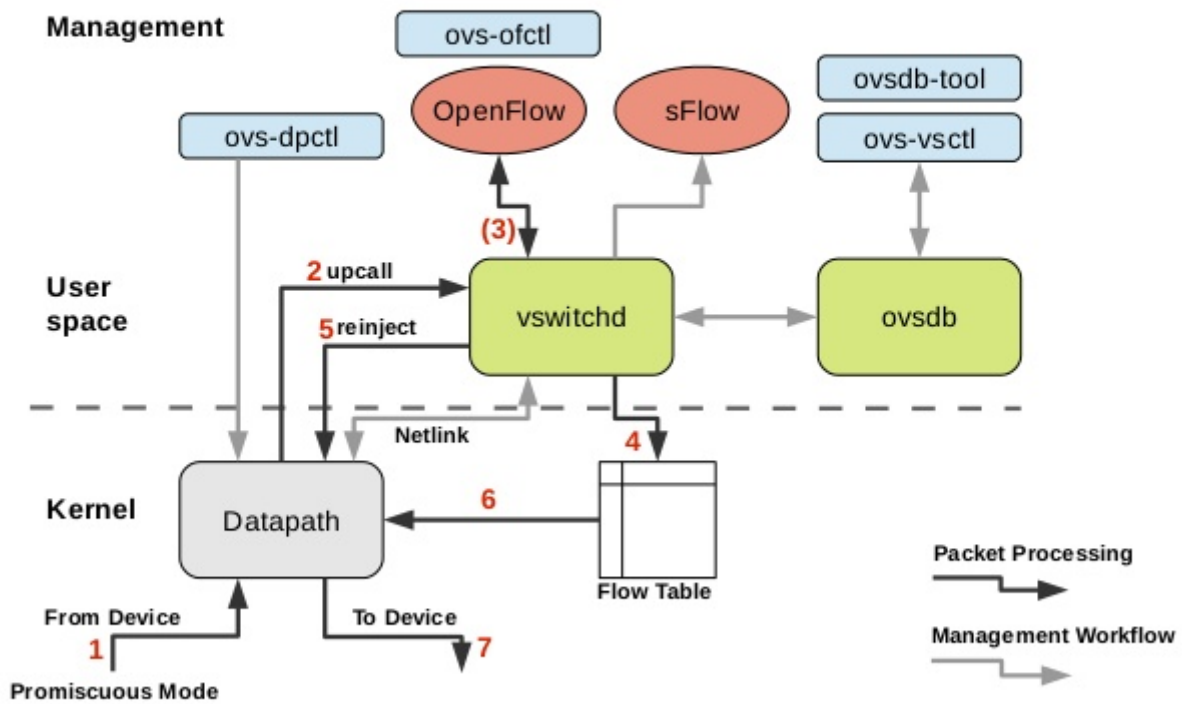 Management
ovs-ofctl
OpenFlow
sFlow
ovsdb-tool
ovs-vsctl
ovs-dpctl
(3)
2 upcall
User
space
5 reinject
vswitchd
ovsdb
Netlink
4
Kernel
Datapath
6
Flow Table
Packet Processing
From Device
1
To Device
7
Management Workflow
Promiscuous Mode